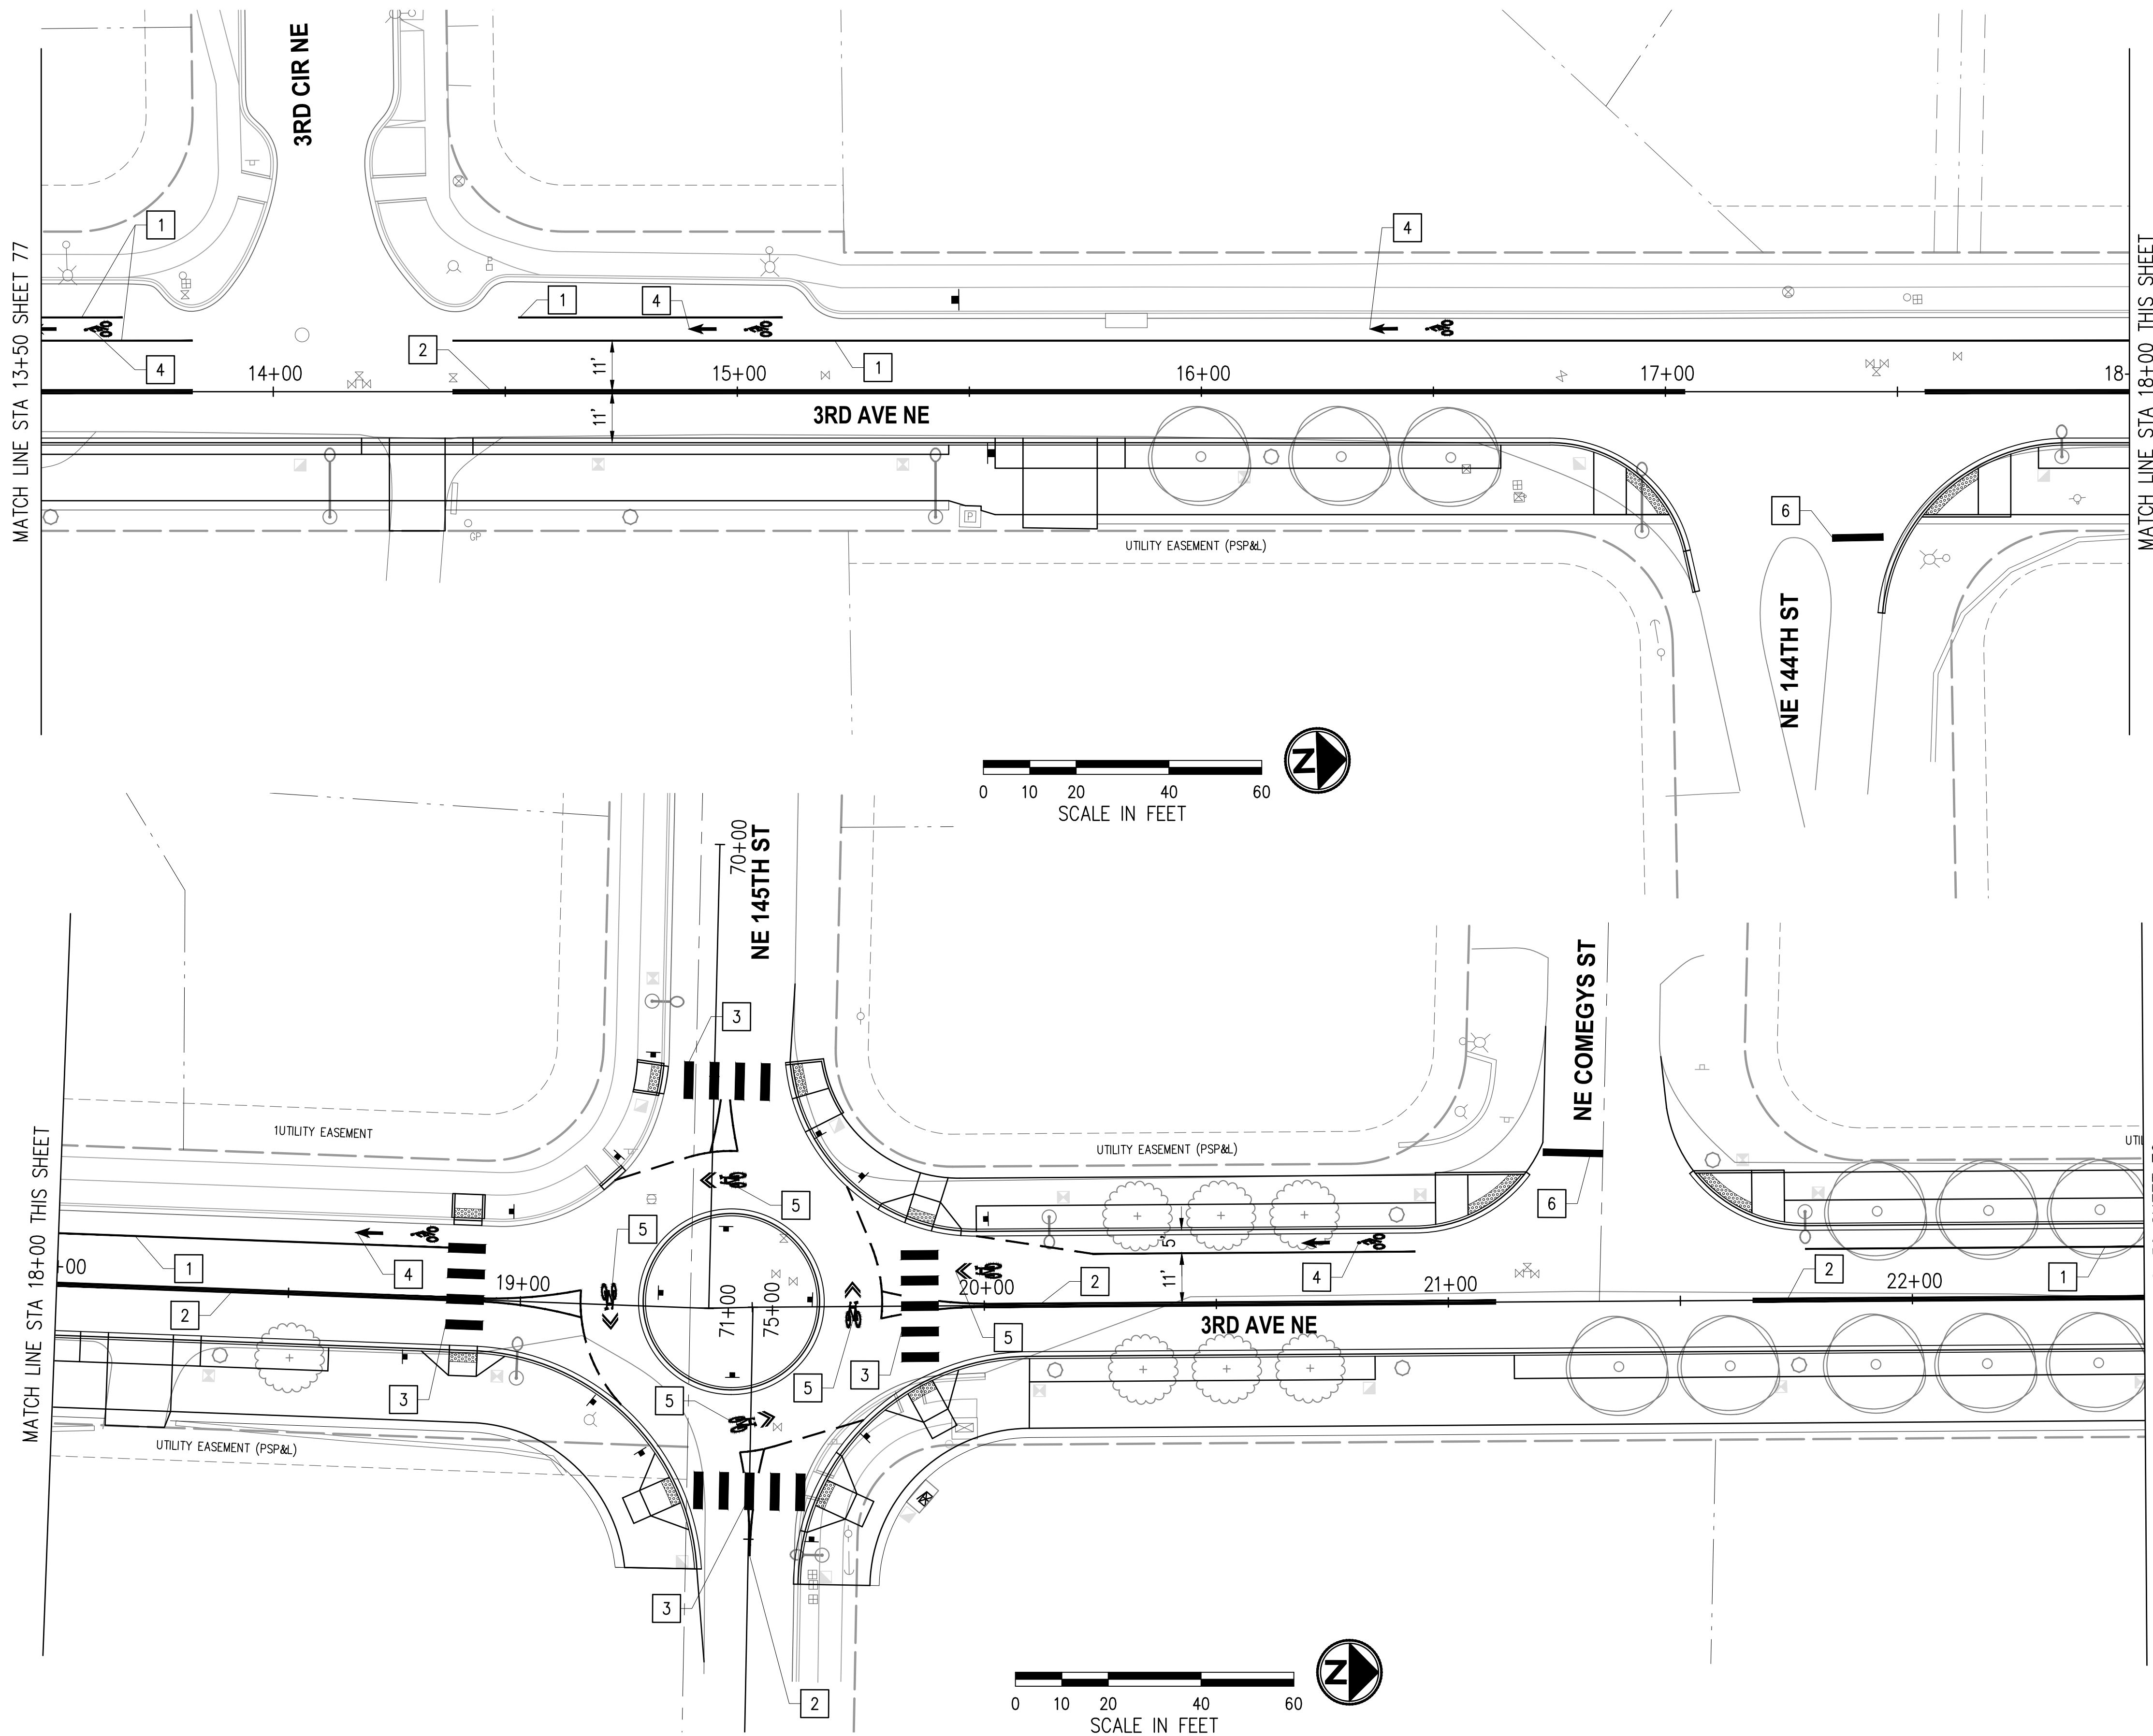 3RD CIR NE
1
4
MATCH LINE STA 13+50 SHEET 77
MATCH LINE STA 18+00 THIS SHEET
1
4
2
11'
1
4
14+00
15+00
16+00
17+00
18
11'
3RD AVE NE
P
GP
P
UTILITY EASEMENT (PSP&L)
6
NE 144TH ST
Z
0 10 20 40 60
SCALE IN FEET
70+00
NE 145TH ST
3
NE COMEGYS ST
MATCH LINE STA 18+00 THIS SHEET
1UTILITY EASEMENT
UTILITY EASEMENT (PSP&L)
UTIL
5
5
6
1
4
5'
4
2
1
+00
19+00
20+00
2
11'
21+00
22+00
2
71+00
75+00
3RD AVE NE
5
3
5
3
5
UTILITY EASEMENT (PSP&L)
3
2
Z
0 10 20 40 60
SCALE IN FEET